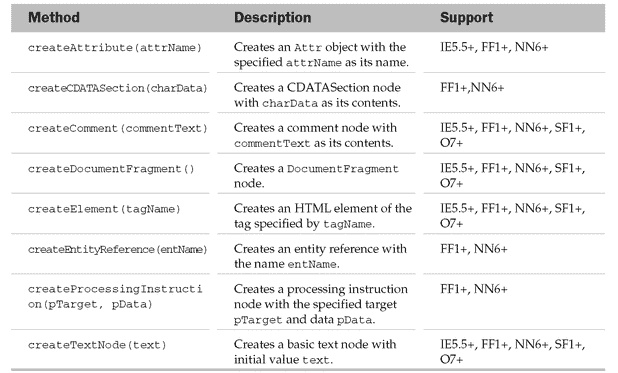 Method Description Support
createAttribute(attrName) Creates an Attr object with the IE5.5+, FF1+, NN6+
specified attrName as its name.
createCDATASection(charData) Creates a CDATASection node FF1+,NN6+
with charData as its contents.
createComment(commentText) Creates a comment node with IE5.5+, FF1+, NN6+, SF1+,
commentText as its contents. O7+
createDocumentFragment() Creates a DocumentFragment IE5.5+, FF1+, NN6+, SF1+,
node. O7+
createElement(tagName) Creates an HTML element of the IE5.5+, FF1+, NN6+, SF1+,
tag specified by tagName. O7+
createEntityReference(entName) Creates an entity reference with FF1+, NN6+
the name entName.
createProcessingInstructi Creates a processing instruction FF1+, NN6+
on(pTarget, pData) node with the specified target
pTarget and data pData.
createTextNode(text) Creates a basic text node with IE5.5+, FF1+, NN6+, SF1+,
initial value text. O7+